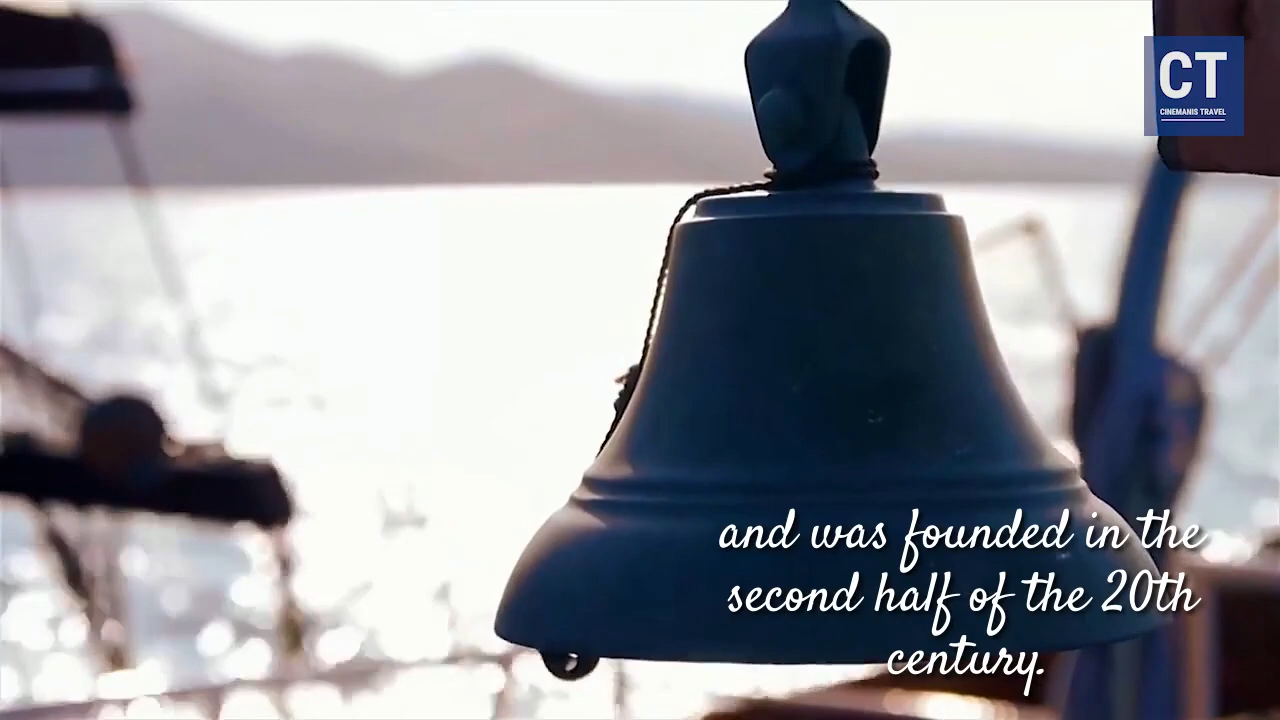 CT
CINEMANIS TRAVEL
and was founded in the
second half of the 20th
century.